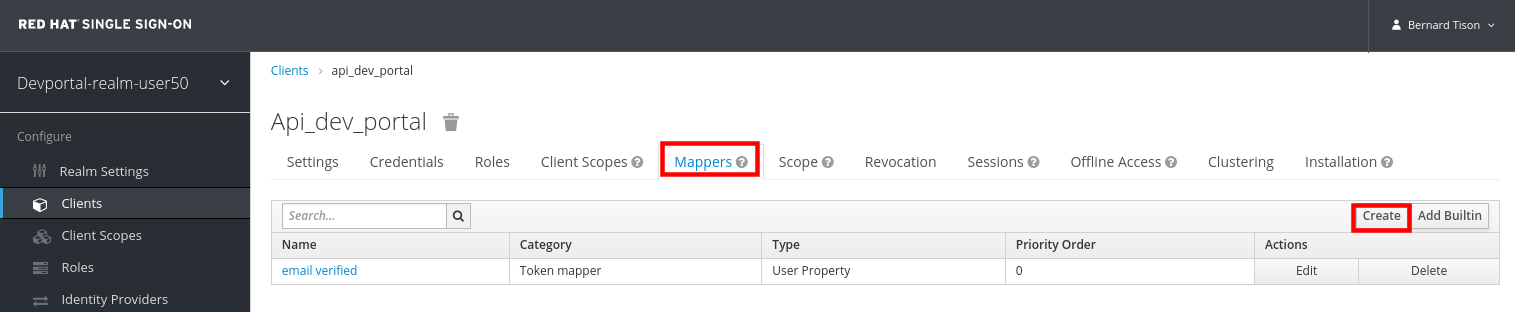 RED HAT SINGLE SIGN-ON
Bernard Tison
Devportal-realm-user50
Configure
Realm Settings
Clients
Client Scopes
Roles
Identity Providers
Clients > api_dev_portal
Api_dev_portal
Settings Credentials Roles Client Scopes ? Mappers ? Scope ? Revocation Sessions ? Offline Access ? Clustering Installation ?
Search... Create Add Builtin
Name Category Type Priority Order Actions
email verified Token mapper User Property 0 Edit Delete